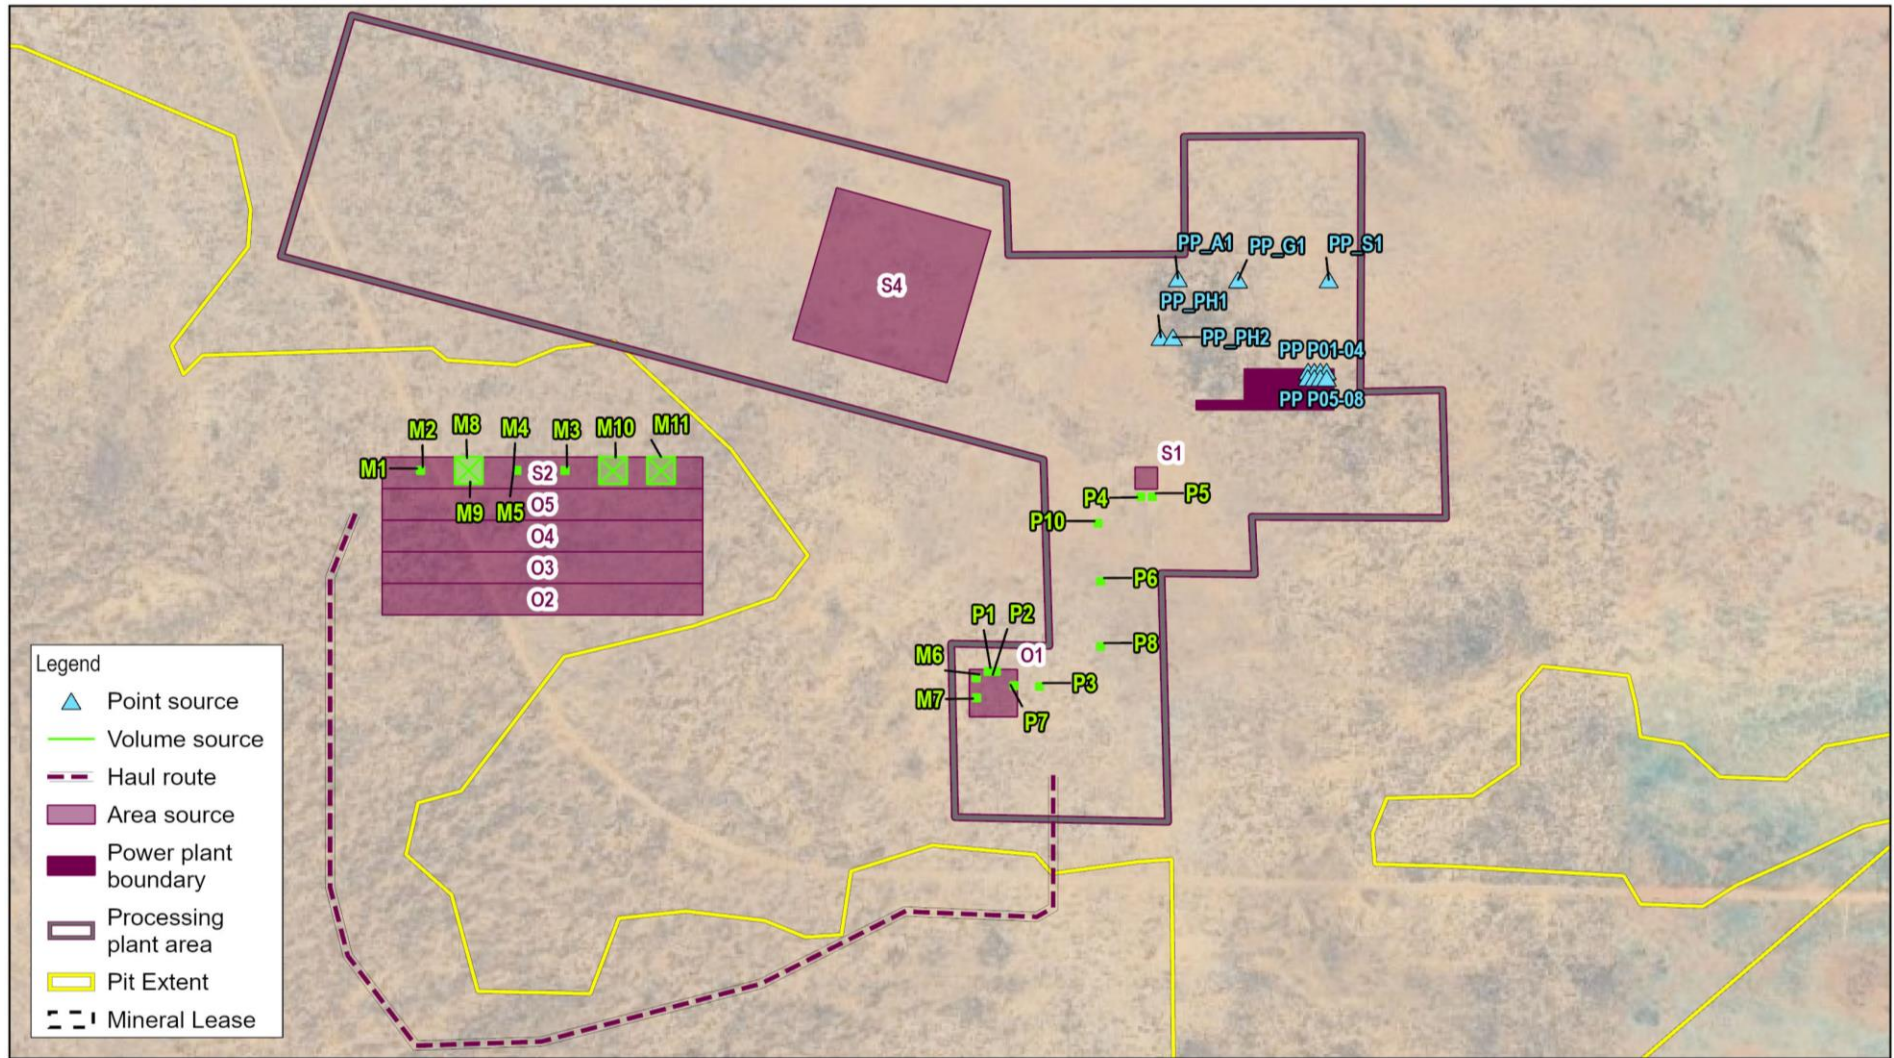 PP_A1
PP_G1
PP_S1
S4
PP_PH1
PP_PH2
PP P01-04
PP P05-08
M2
M8
M4
M3
M10
M11
M1
S2
S1
M9
M5
O5
P4
P5
P10
O4
O3
P6
O2
P1
P2
P8
M6
O1
M7
P3
P7
Legend
Point source
Volume source
Haul route
Area source
Power plant
boundary
Processing
plant area
Pit Extent
Mineral Lease